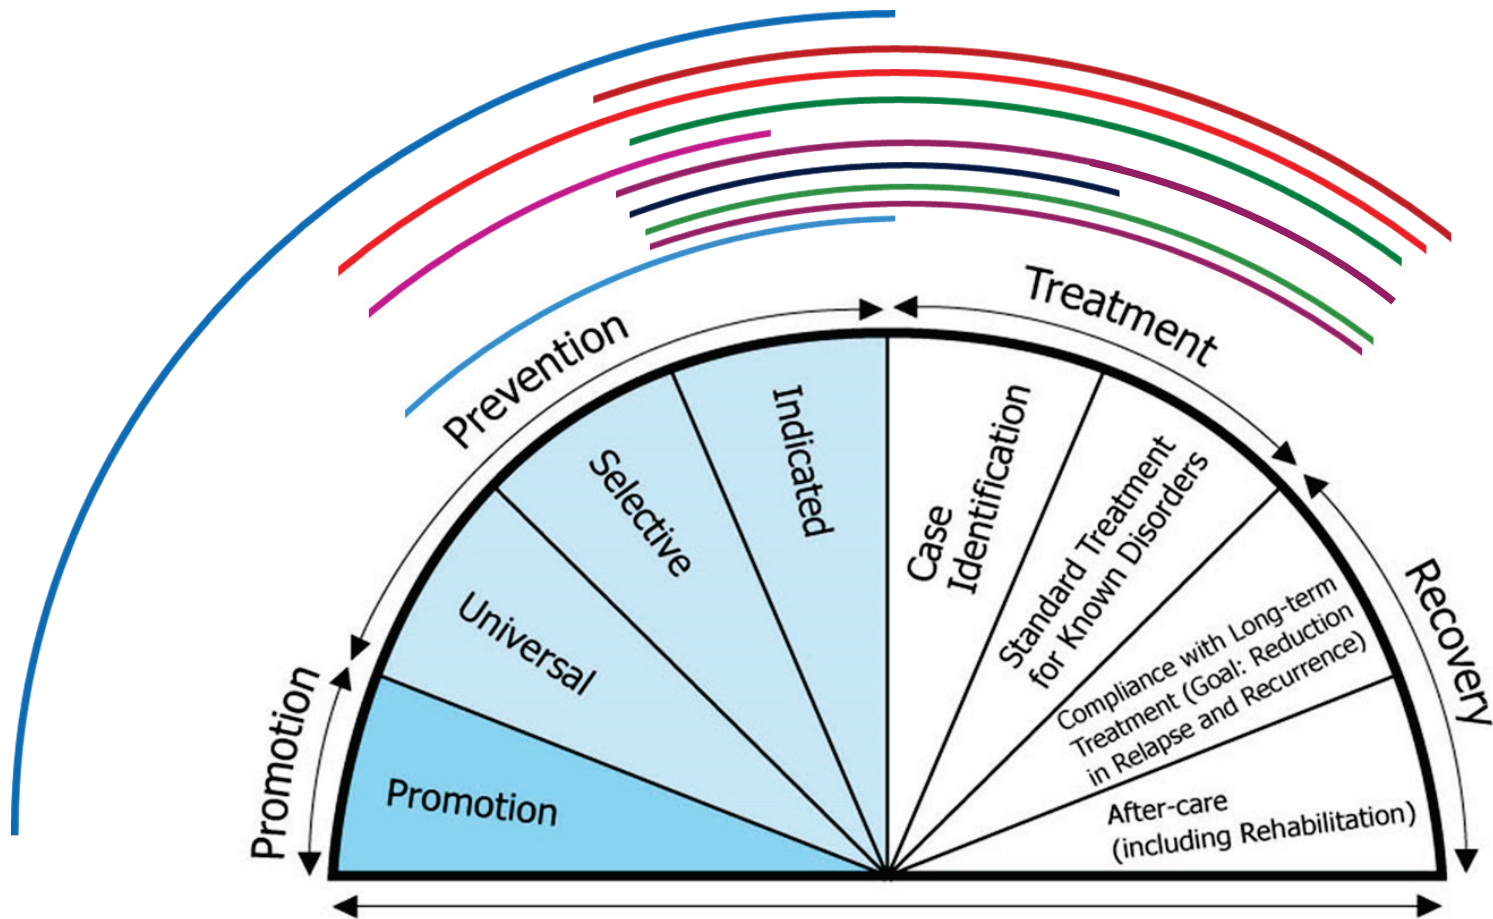 Promotion
Prevention
Treatment
Recovery
Promotion
Universal
Selective
Indicated
Case
Identification
Standard Treatment
for Known Disorders
Compliance with Long-term
Treatment (Goal: Reduction
in Relapse and Recurrence)
After-care
(including Rehabilitation)